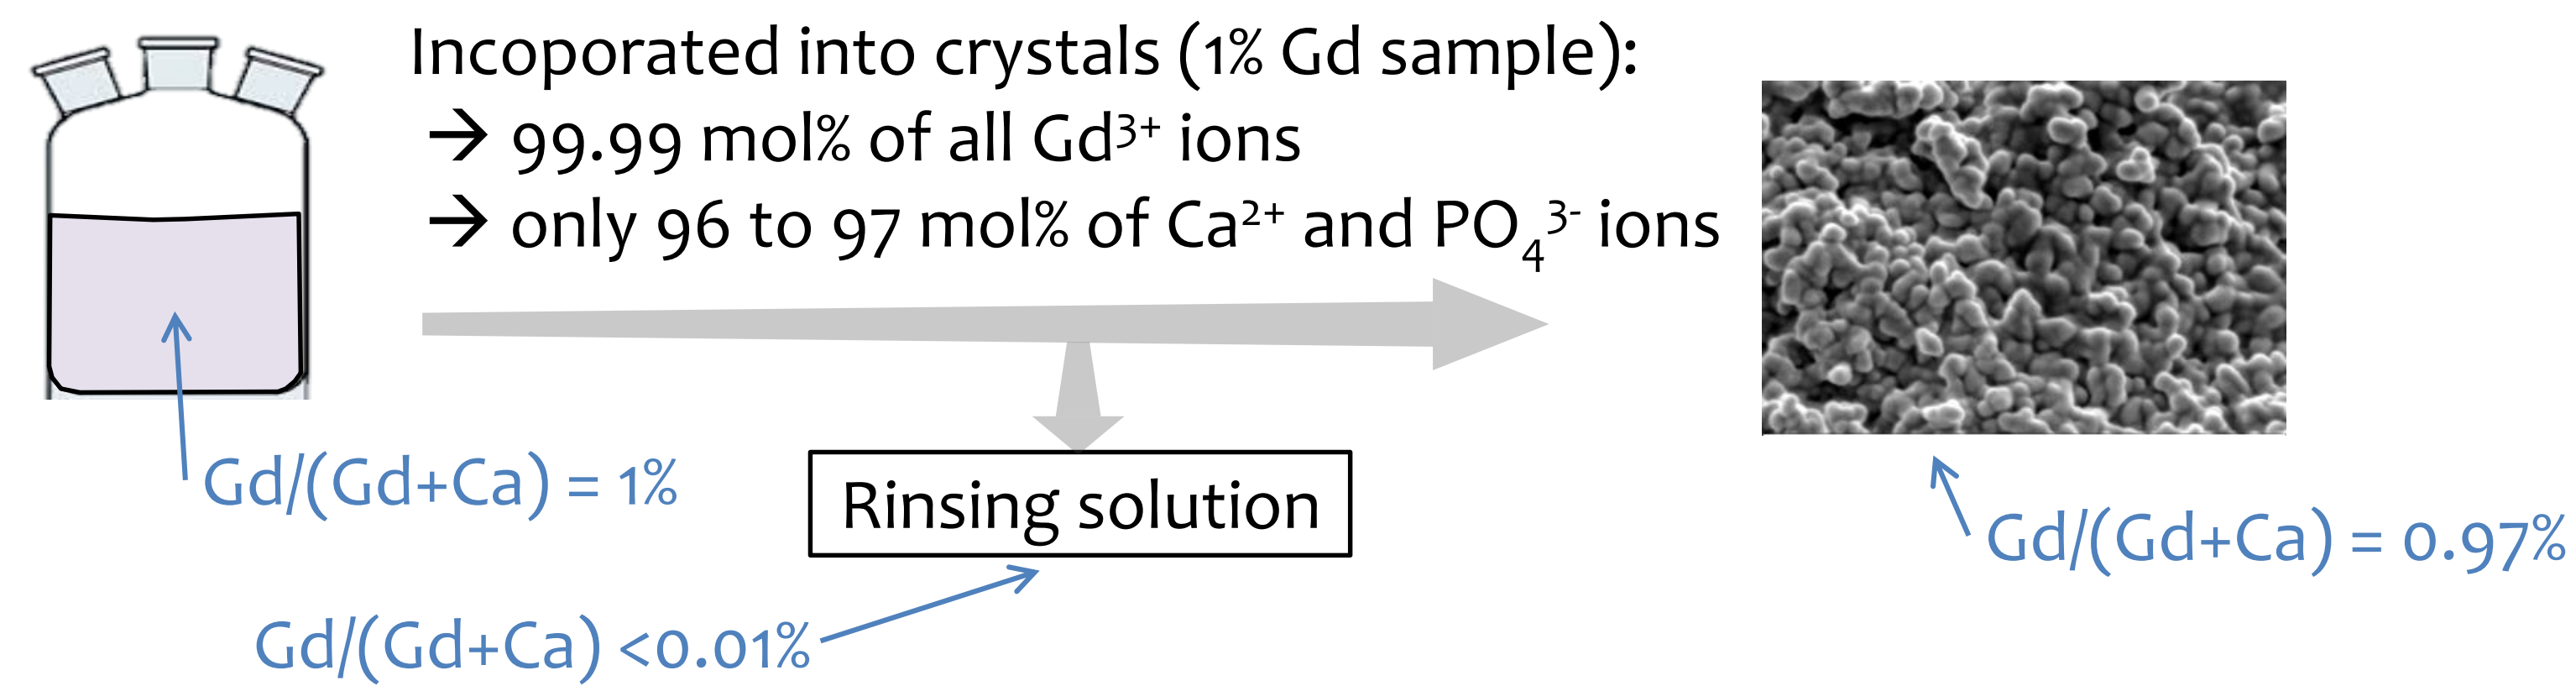 Incoporated into crystals (1% Gd sample):
→ 99.99 mol% of all Gd³⁺ ions
→ only 96 to 97 mol% of Ca²⁺ and PO₄³⁻ ions
Gd/(Gd+Ca) = 1%
Rinsing solution
Gd/(Gd+Ca) = 0.97%
Gd/(Gd+Ca) <0.01%